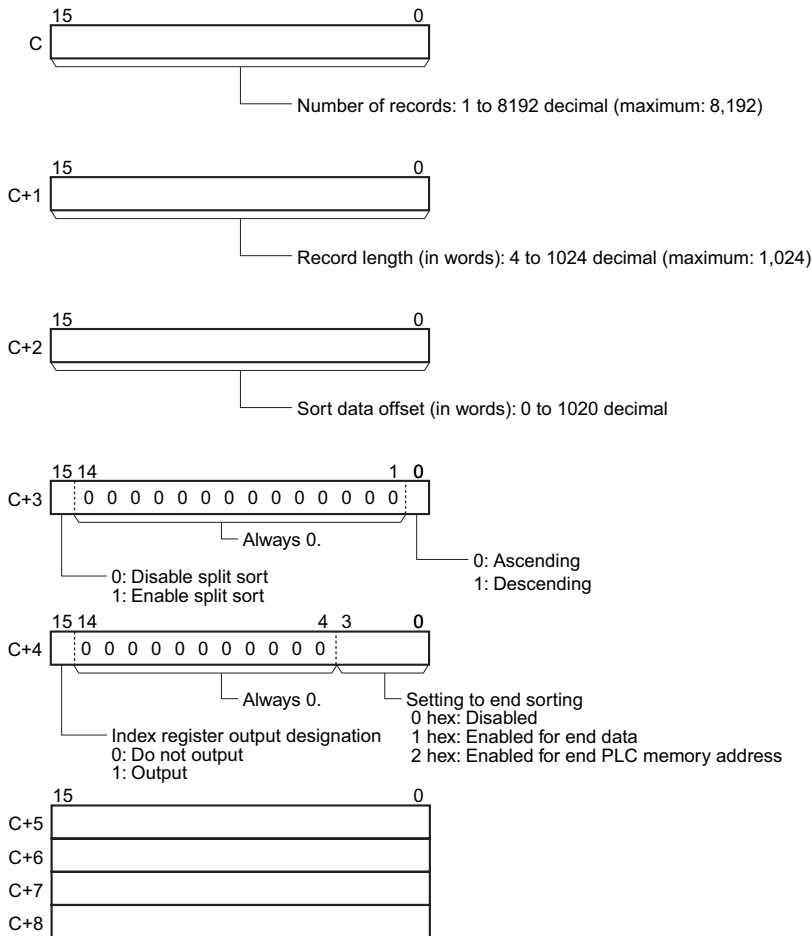 15 0
C
Number of records: 1 to 8192 decimal (maximum: 8,192)
15 0
C+1
Record length (in words): 4 to 1024 decimal (maximum: 1,024)
15 0
C+2
Sort data offset (in words): 0 to 1020 decimal
15 14 1 0
C+3 0 0 0 0 0 0 0 0 0 0 0 0 0 0
Always 0.
0: Disable split sort
1: Enable split sort
0: Ascending
1: Descending
15 14 4 3 0
C+4 0 0 0 0 0 0 0 0 0 0 0
Always 0.
Index register output designation
0: Do not output
1: Output
Setting to end sorting
0 hex: Disabled
1 hex: Enabled for end data
2 hex: Enabled for end PLC memory address
15 0
C+5
C+6
C+7
C+8